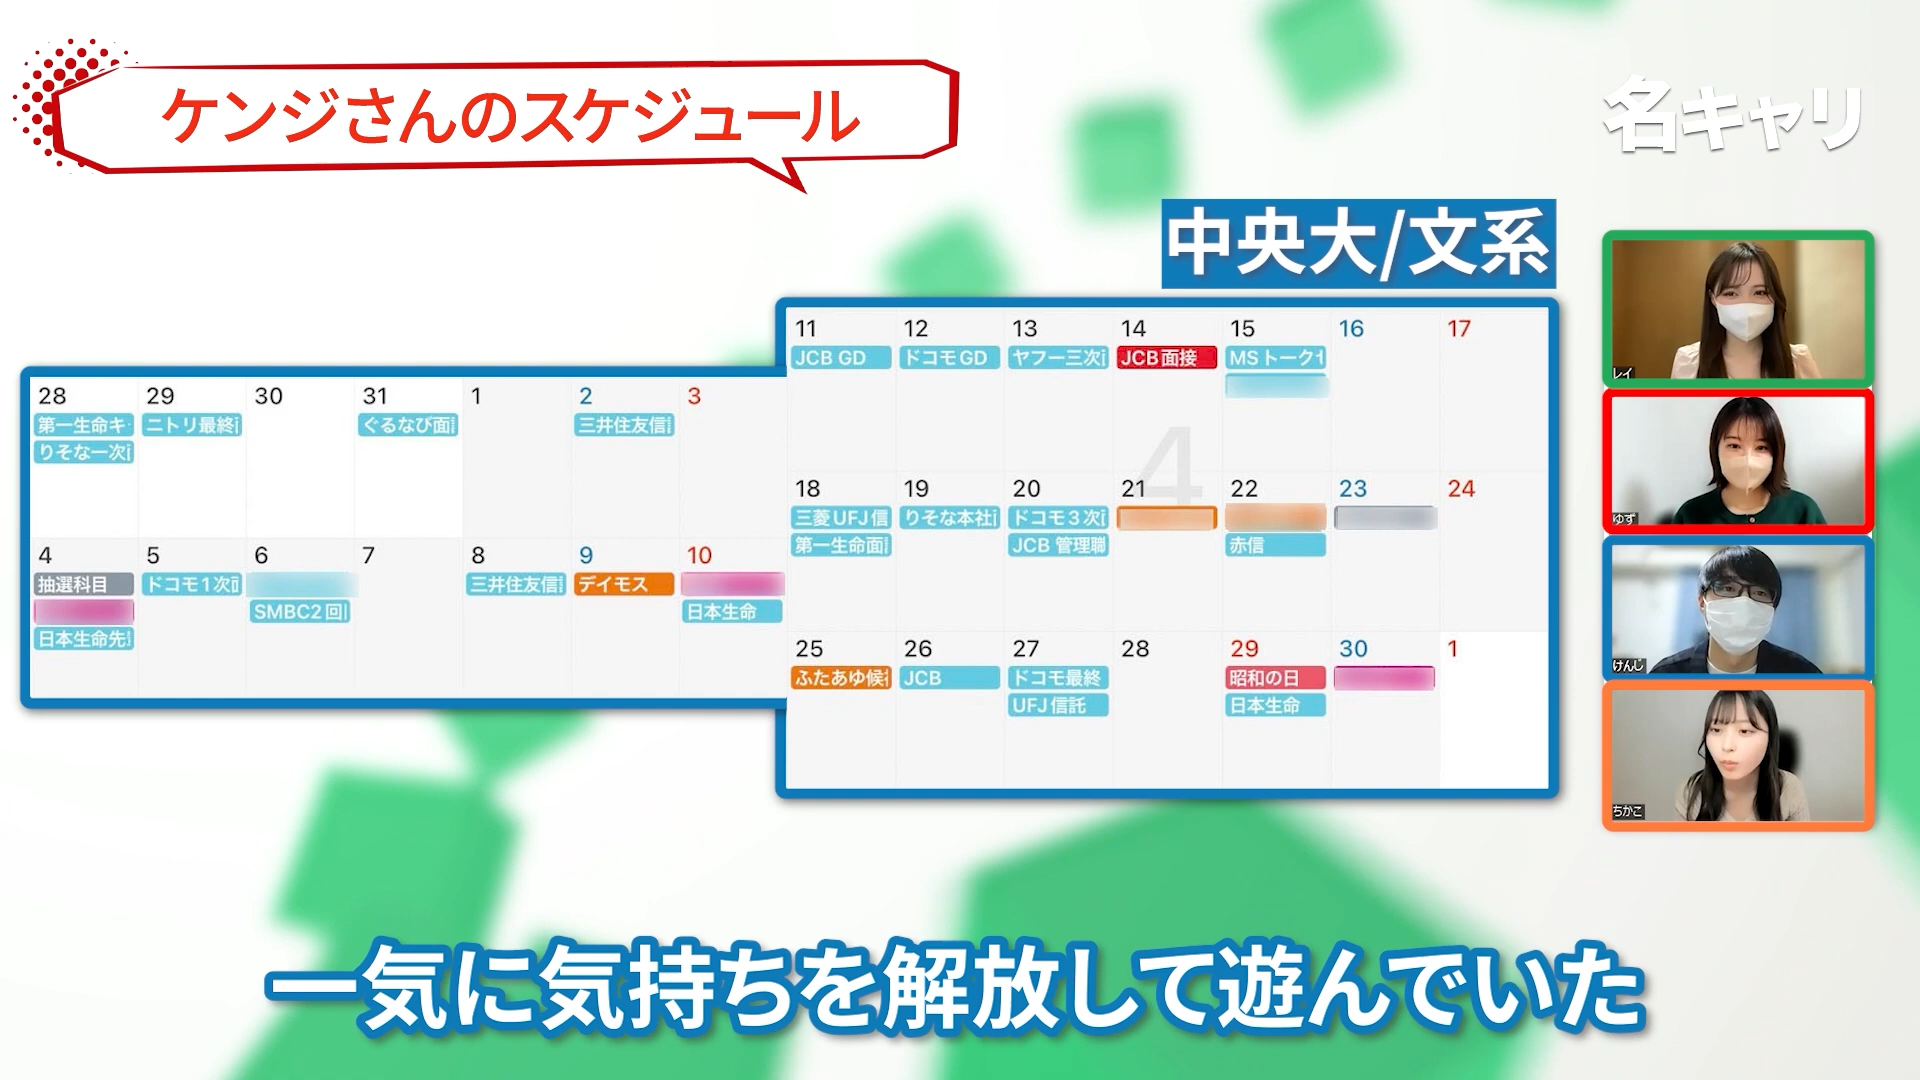 ケンジさんのスケジュール
名キャリ
中央大/文系
28 29 30 31 1 2 3
第一生命キ ニトリ最終 ぐるなび面 三井住友信
りそな一次
4 5 6 7 8 9 10
抽選科目 ドコモ1次 三井住友信 デイモス
SMBC2回 日本生命
日本生命先
11 12 13 14 15 16 17
JCB GD ドコモGD ヤフー三次 JCB面接 MSトーク
4
18 19 20 21 22 23 24
三菱UFJ信 りそな本社 ドコモ3次
第一生命面 JCB 管理職 赤信
25 26 27 28 29 30 1
ふたあゆ候 JCB ドコモ最終 昭和の日
UFJ信託 日本生命
レイ
ゆず
けんじ
ちかこ
一気に気持ちを解放して遊んでいた